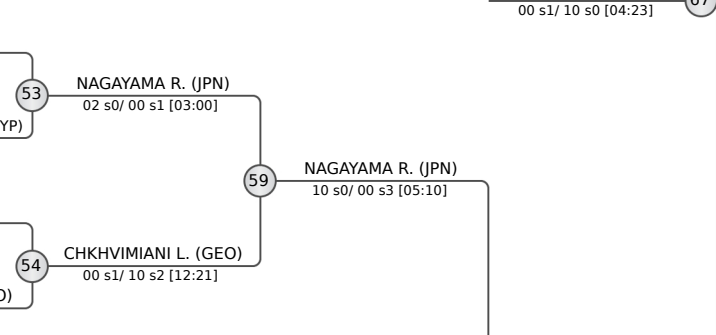 67
00 s1/ 10 s0 [04:23]
NAGAYAMA R. (JPN)
53
02 s0/ 00 s1 [03:00]
YP)
NAGAYAMA R. (JPN)
59
10 s0/ 00 s3 [05:10]
CHKHVIMIANI L. (GEO)
54
00 s1/ 10 s2 [12:21]
O)